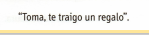 “Toma, te traigo un regalo”.